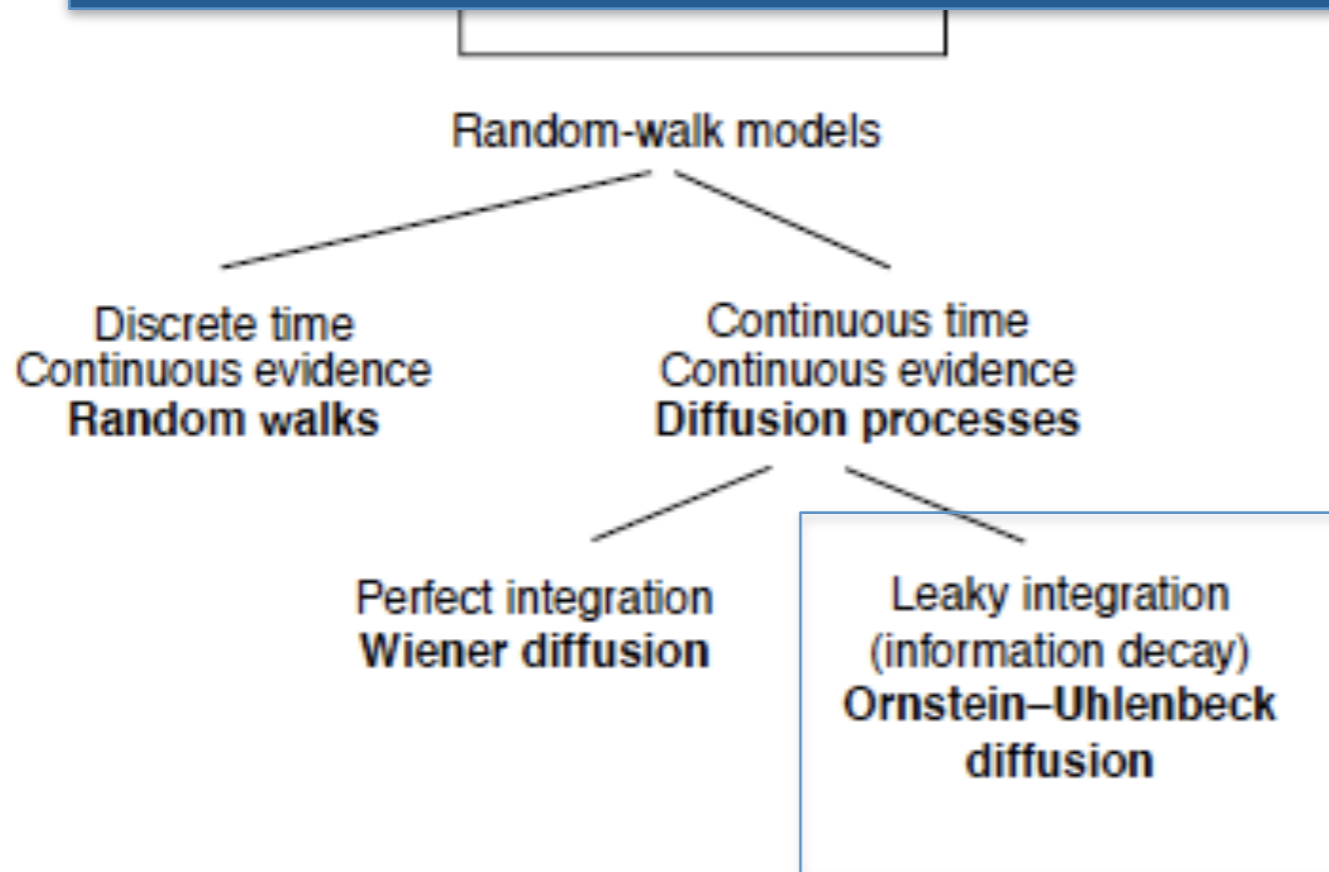 Random-walk models
Discrete time
Continuous evidence
Random walks
Continuous time
Continuous evidence
Diffusion processes
Perfect integration
Wiener diffusion
Leaky integration
(information decay)
Ornstein–Uhlenbeck
diffusion